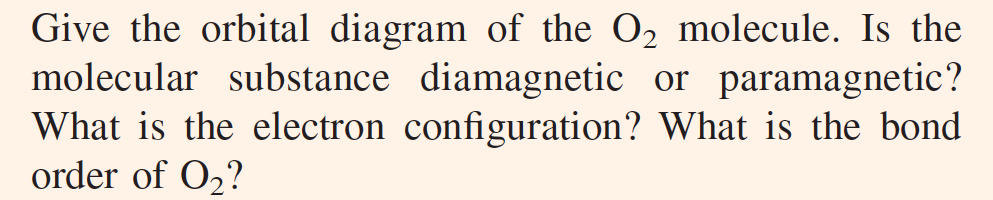 Give the orbital diagram of the O₂ molecule. Is the
molecular substance diamagnetic or paramagnetic?
What is the electron configuration? What is the bond
order of O₂?